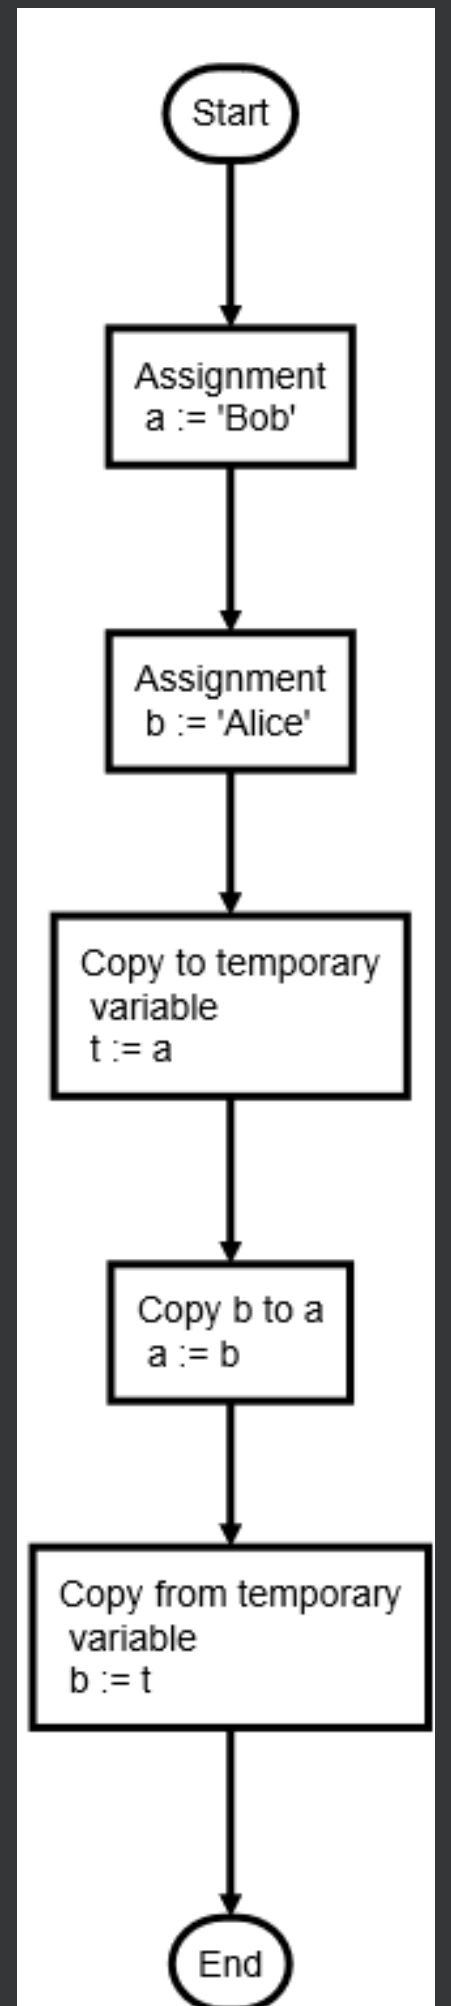 Start
Assignment
a := 'Bob'
Assignment
b := 'Alice'
Copy to temporary
variable
t := a
Copy b to a
a := b
Copy from temporary
variable
b := t
End